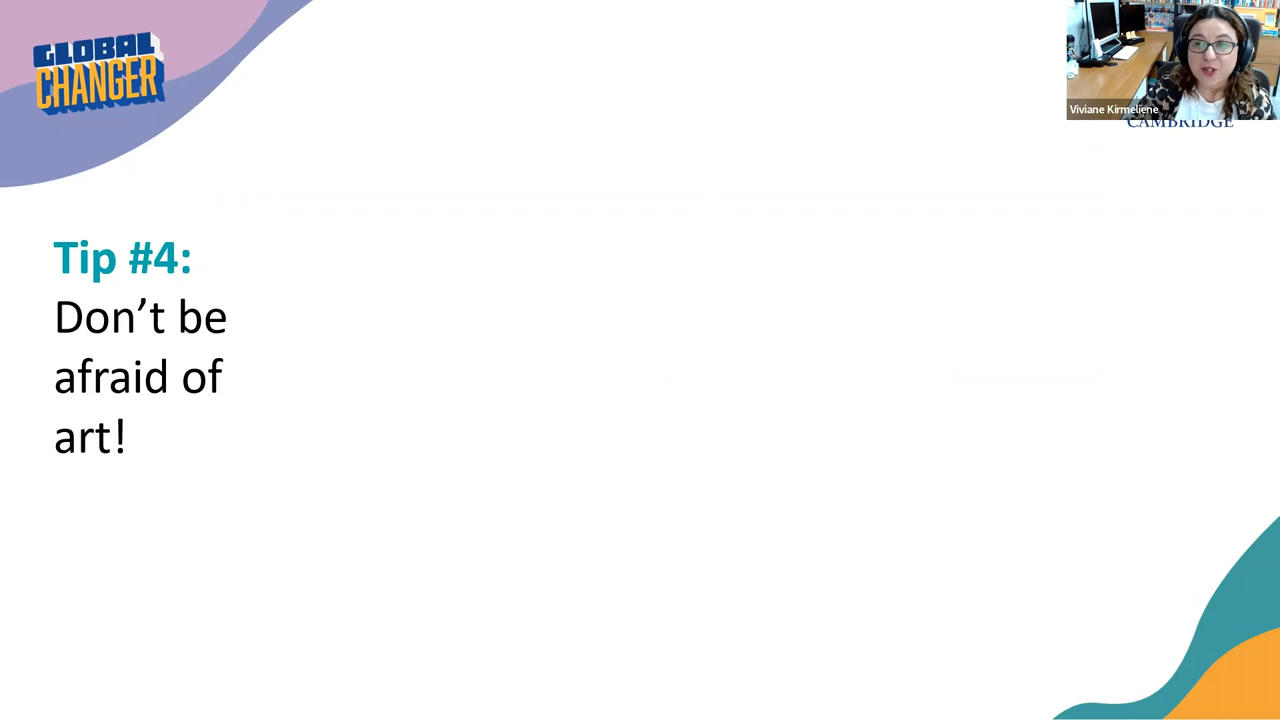 GLOBAL
CHANGER
Viviane Kirmeliene
CAMBRIDGE
Tip #4:
Don’t be
afraid of
art!